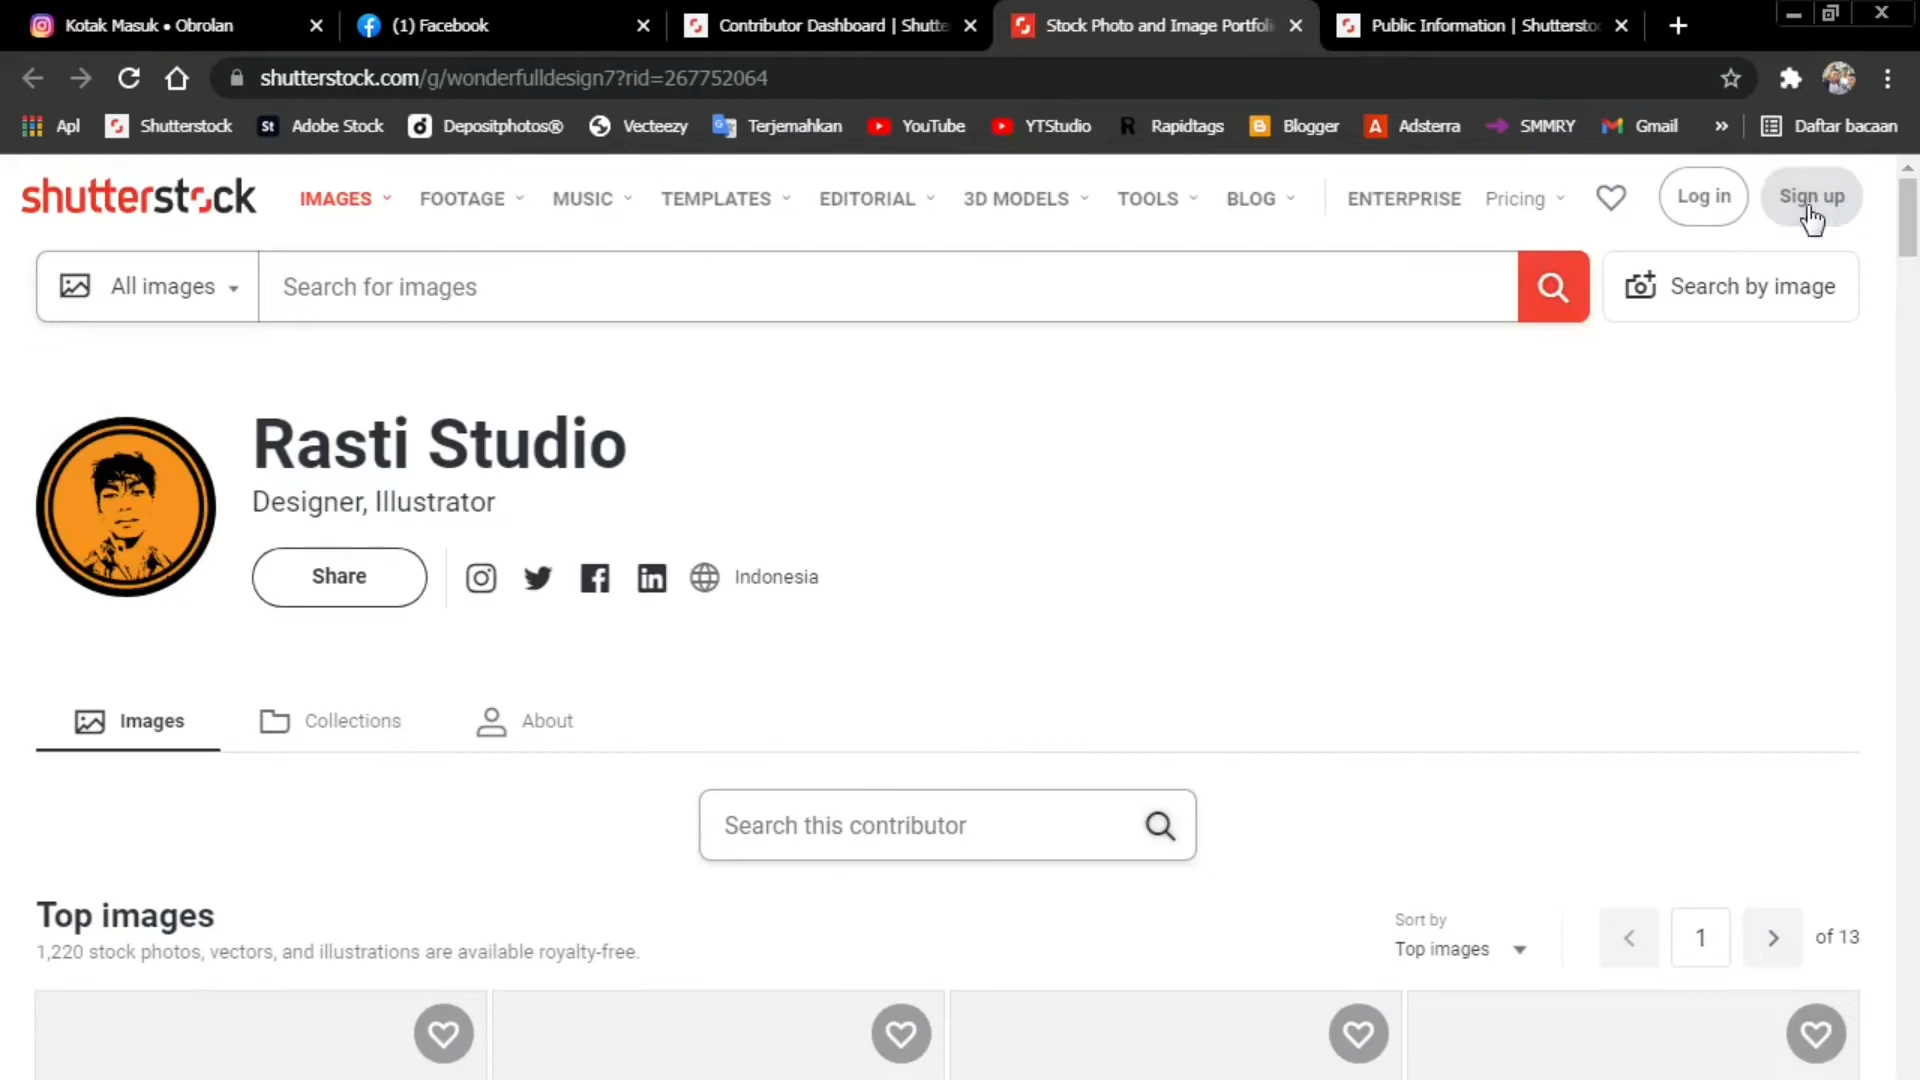 Kotak Masuk • Obrolan
(1) Facebook
Contributor Dashboard | Shutte
Stock Photo and Image Portfoli
Public Information | Shuttersto
shutterstock.com/g/wonderfulldesign7?rid=267752064
Apl
Shutterstock
St
Adobe Stock
Depositphotos®
Vecteezy
Terjemahkan
YouTube
YTStudio
R
Rapidtags
Blogger
A
Adsterra
SMMRY
Gmail
»
Daftar bacaan
shutterstock
IMAGES
FOOTAGE
MUSIC
TEMPLATES
EDITORIAL
3D MODELS
TOOLS
BLOG
ENTERPRISE
Pricing
Log in
Sign up
All images
Search for images
Search by image
Rasti Studio
Designer, Illustrator
Share
Indonesia
Images
Collections
About
Search this contributor
Top images
1,220 stock photos, vectors, and illustrations are available royalty-free.
Sort by
Top images
1
of 13